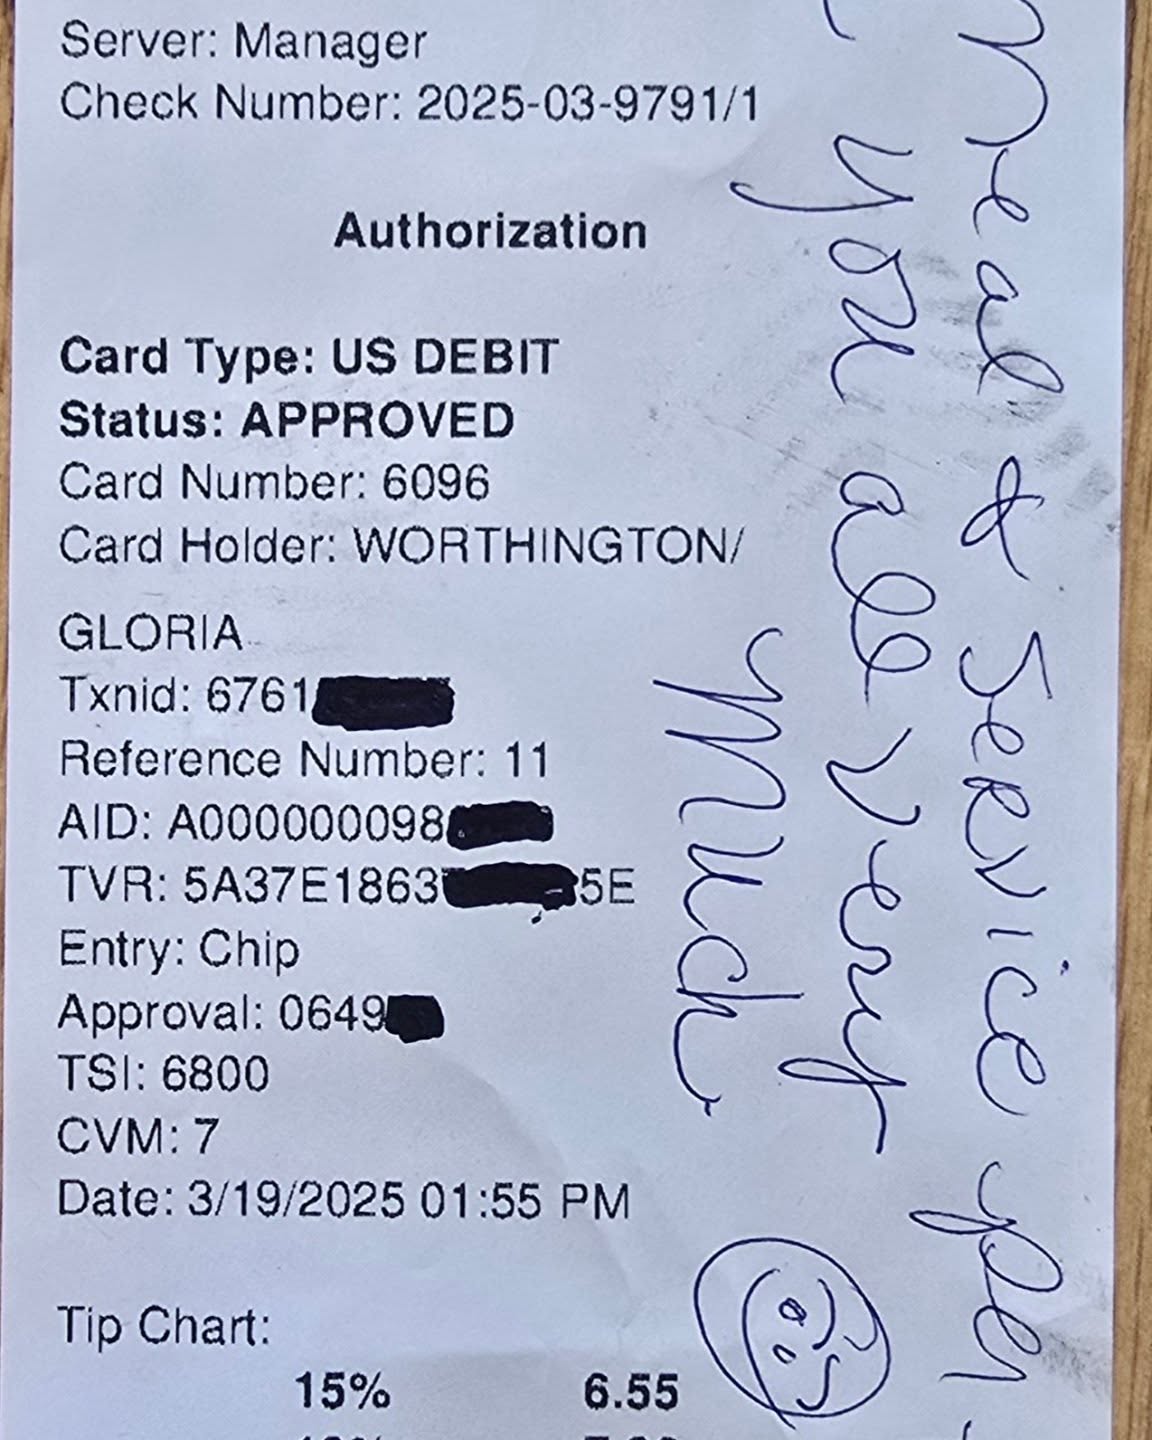 Server: Manager
Check Number: 2025-03-9791/1
Authorization
Card Type: US DEBIT
Status: APPROVED
Card Number: 6096
Card Holder: WORTHINGTON/
GLORIA
Txnid: 6761
Reference Number: 11
AID: A000000098
TVR: 5A37E1863 5E
Entry: Chip
Approval: 0649
TSI: 6800
CVM: 7
Date: 3/19/2025 01:55 PM
Tip Chart:
15% 6.55
Meal & Service per
you all very
Much